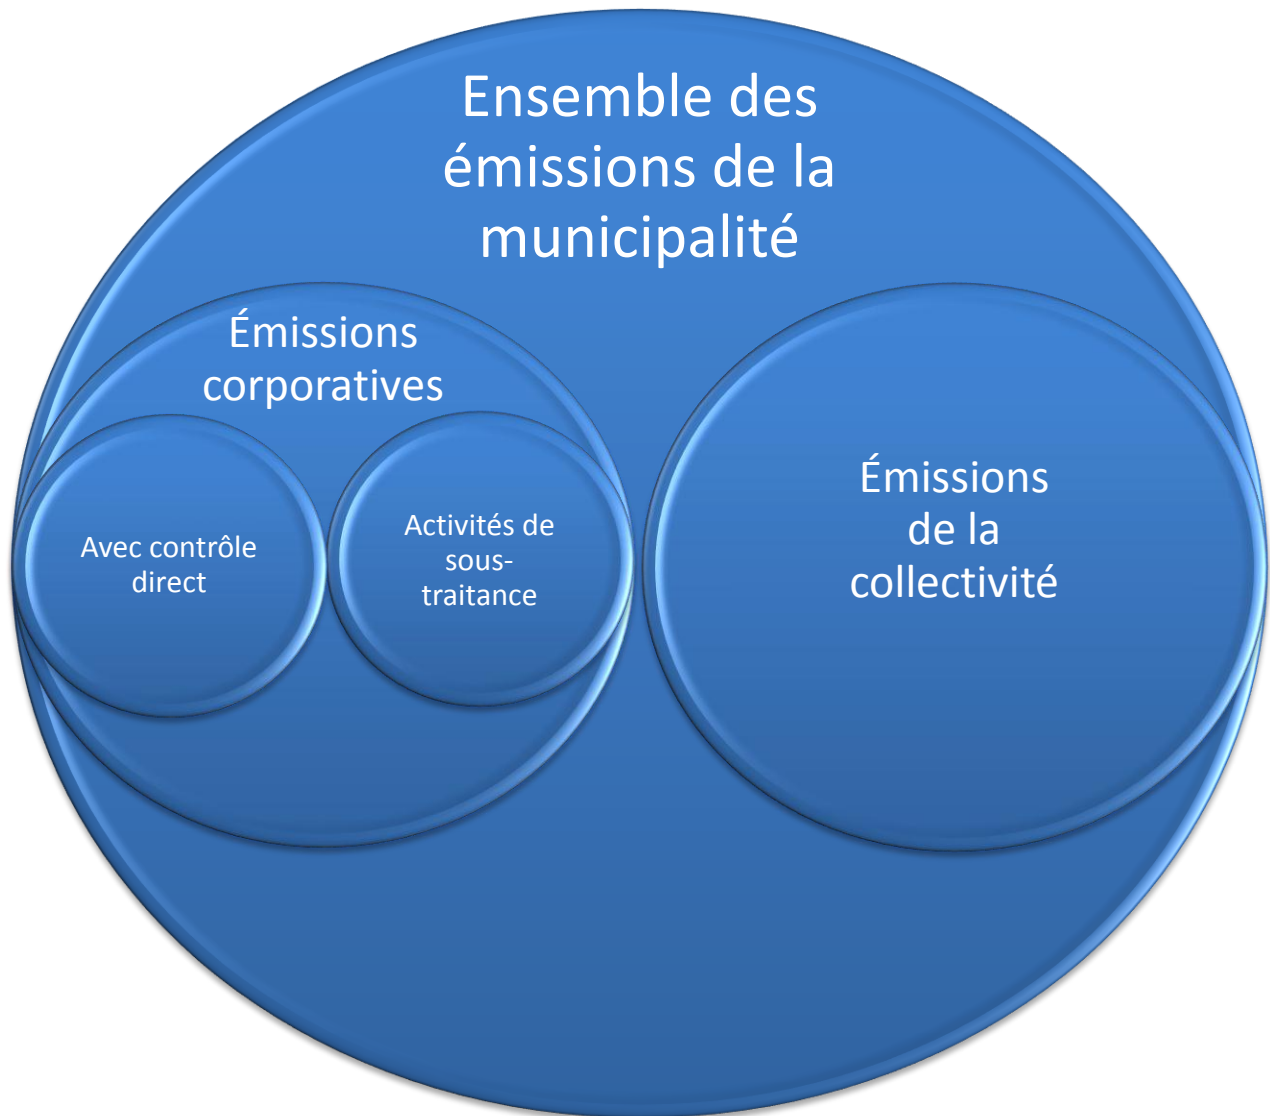 Ensemble des
émissions de la
municipalité
Émissions
corporatives
Avec contrôle
direct
Activités de
sous-
traitance
Émissions
de la
collectivité